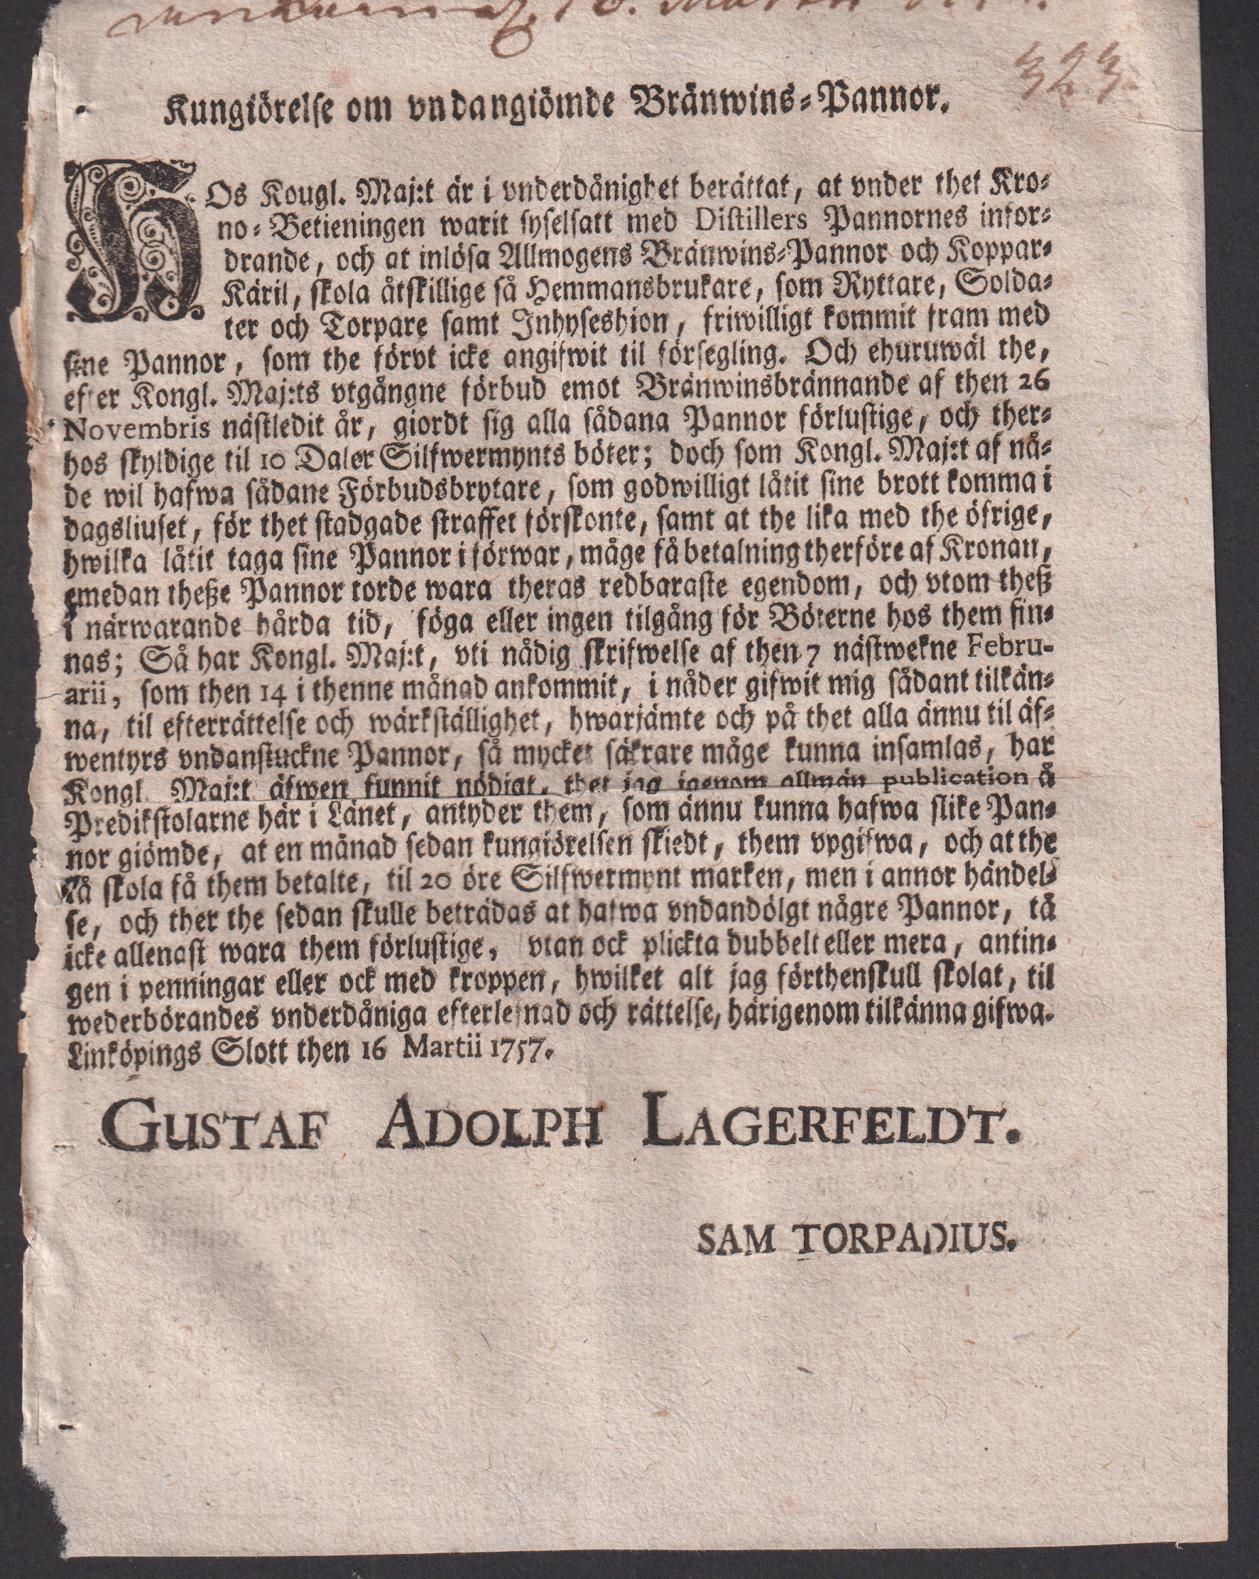 323.
Kungiörelse om vndangiömde Bränwins-Pannor.
HOs Kougl. Maj:t är i vnderdånighet berättat, at vnder thet Kro-
no-Betieningen warit syselsatt med Distillers Pannornes infor-
drande, och at inlösa Allmogens Bränwins-Pannor och Koppar-
Käril, skola åtskillige så Hemmansbrukare, som Ryttare, Solda-
ter och Torpare samt Inhyseshion, friwilligt kommit fram med
sine Pannor, som the förvt icke angifwit til försegling. Och ehuruwäl the,
efter Kongl. Maj:ts vtgångne förbud emot Bränwinsbrännande af then 26
Novembris nästledit år, giordt sig alla sådana Pannor förlustige, och ther-
hos skyldige til 10 Daler Silfwermynts böter; doch som Kongl. Maj:t af nå-
de wil hafwa sådane Förbudsbrytare, som godwilligt låtit sine brott komma i
dagsliuset, för thet stadgade straffet förskonte, samt at the lika med the öfrige,
hwilka låtit taga sine Pannor i förwar, måge få betalning therföre af Kronan,
emedan theße Pannor torde wara theras redbaraste egendom, och vtom theß
i närwarande hårda tid, föga eller ingen tilgång för Böterne hos them fin-
nas; Så har Kongl. Maj:t, vti nådig skrifwelse af then 7 nästwekne Febru-
arii, som then 14 i thenne månad ankommit, i nåder gifwit mig sådant tilkän-
na, til efterrättelse och wärkställighet, hwarjämte och på thet alla ännu til äf-
wentyrs vndanstuckne Pannor, så mycket säkrare måge kunna insamlas, har
Kongl. Maj:t äfwen funnit nödigt, thet jag igenom allmän publication å
Predikstolarne här i Länet, antyder them, som ännu kunna hafwa slike Pan-
nor giömde, at en månad sedan kungiörelsen skiedt, them vpgifwa, och at the
så skola få them betalte, til 20 öre Silfwermynt marken, men i annor händel-
se, och ther the sedan skulle beträdas at hafwa vndandölgt någre Pannor, tå
icke allenast wara them förlustige, vtan ock plickta dubbelt eller mera, antin-
gen i penningar eller ock med kroppen, hwilket alt jag förthenskull skolat, til
wederbörandes vnderdåniga efterlefnad och rättelse, härigenom tilkänna gifwa.
Linköpings Slott then 16 Martii 1757.
GUSTAF ADOLPH LAGERFELDT.
SAM TORPADIUS.